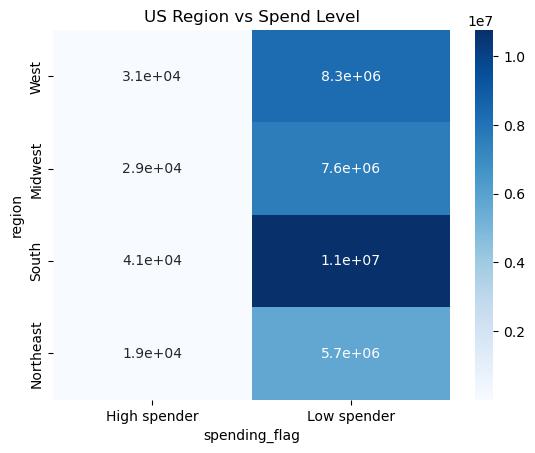 US Region vs Spend Level
1e7
West
3.1e+04
8.3e+06
1.0
Midwest
2.9e+04
7.6e+06
0.8
region
0.6
South
4.1e+04
1.1e+07
0.4
Northeast
1.9e+04
5.7e+06
0.2
High spender
Low spender
spending_flag